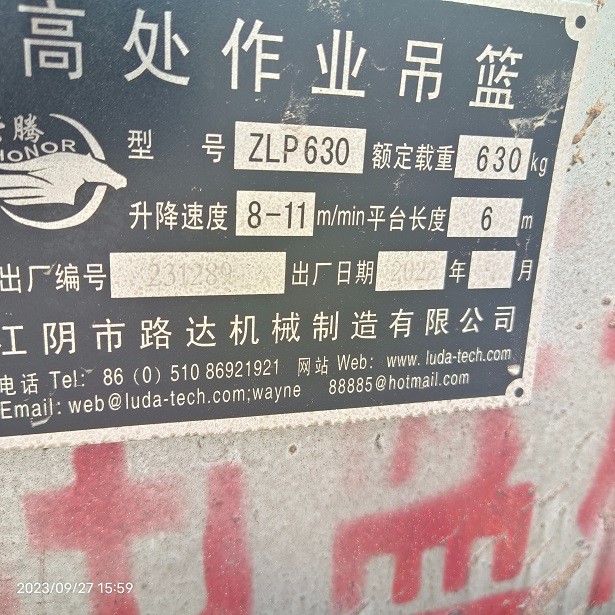 高处作业吊篮
腾
HONOR
型 号 ZLP630 额定载重 630 kg
升降速度 8-11 m/min 平台长度 6 m
出厂编号 231289 出厂日期 年 月
江阴市路达机械制造有限公司
电话 Tel: 86 (0) 510 86921921 网站 Web: www. luda-tech.com
Email: web@luda-tech.com;wayne 88885@hotmail.com
2023/09/27 15:59